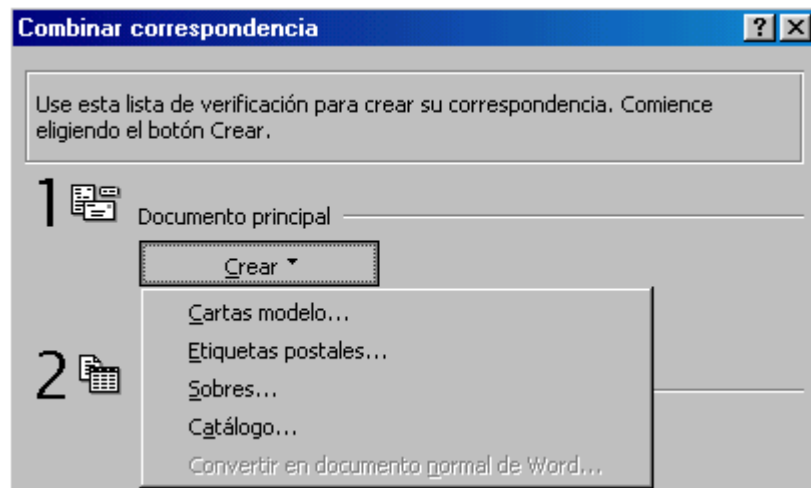 Combinar correspondencia
Use esta lista de verificación para crear su correspondencia. Comience
eligiendo el botón Crear.
1
Documento principal
Crear
Cartas modelo...
Etiquetas postales...
2
Sobres...
Catálogo...
Convertir en documento normal de Word...